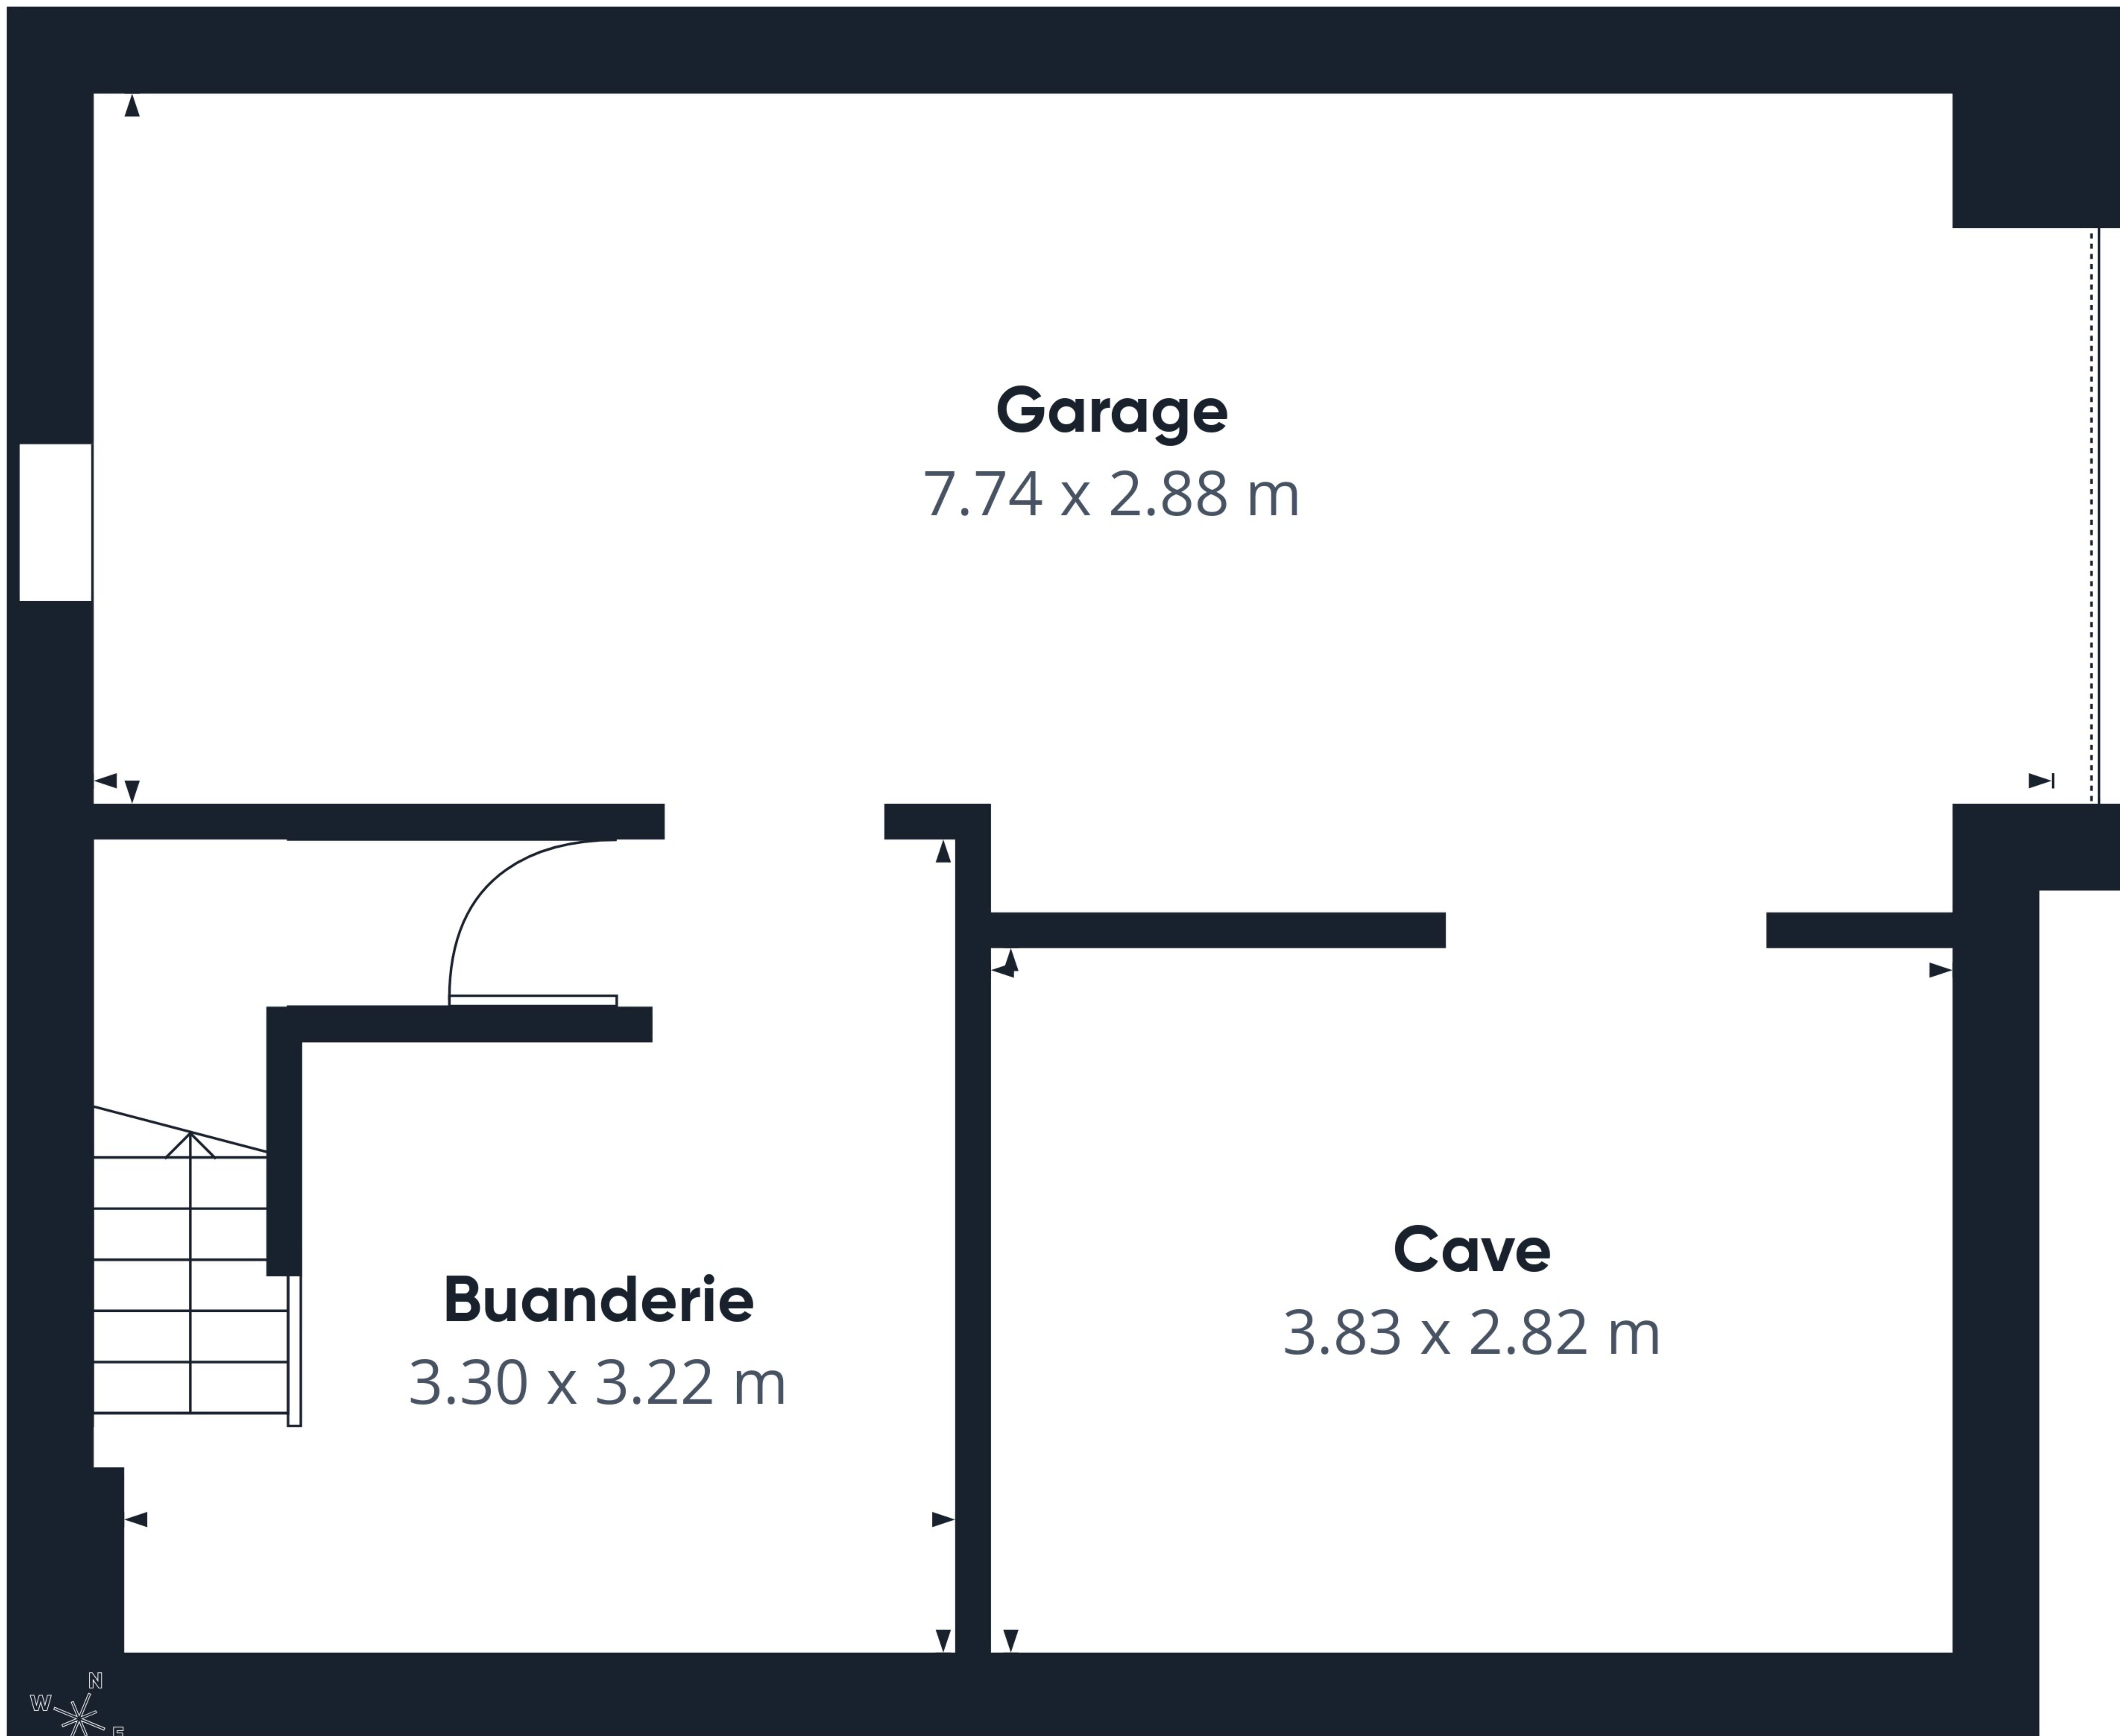 Garage
7.74 x 2.88 m
Cave
3.83 x 2.82 m
Buanderie
3.30 x 3.22 m
N
W
E